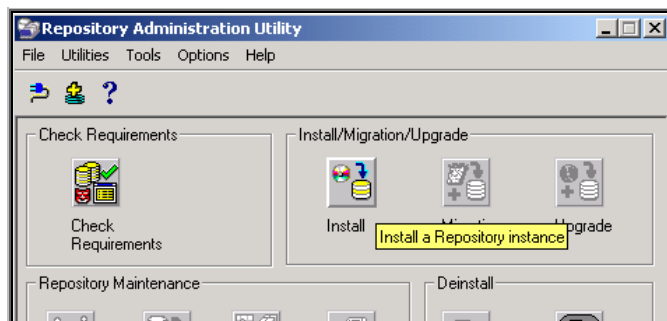 Repository Administration Utility
File Utilities Tools Options Help
Check Requirements
Install/Migration/Upgrade
Check
Requirements
Install
Install a Repository instance
Repository Maintenance
Deinstall